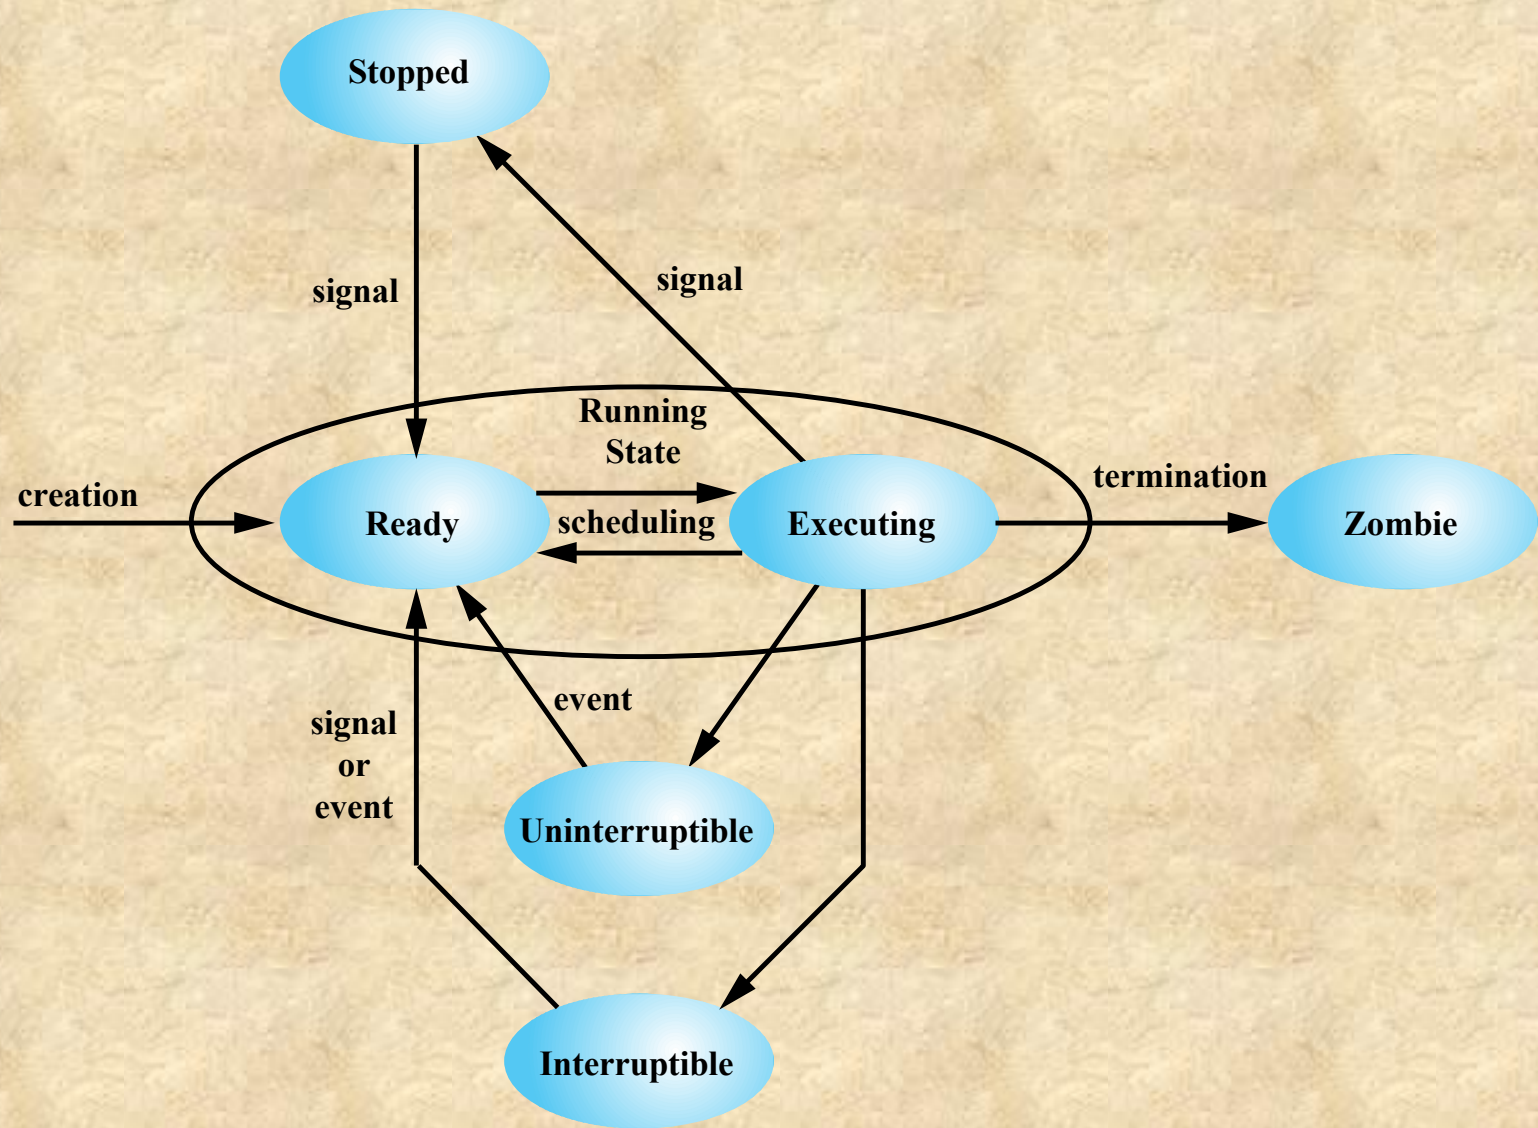 Stopped
signal
signal
Running
State
creation
termination
Ready
scheduling
Executing
Zombie
event
signal
or
event
Uninterruptible
Interruptible